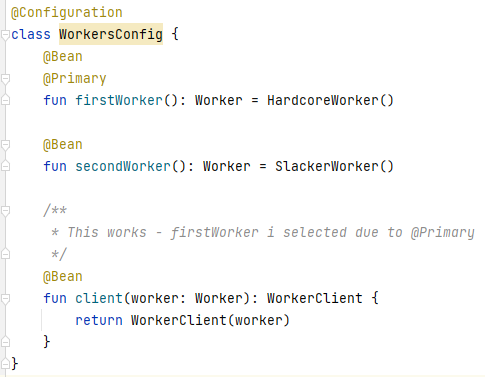 @Configuration
class WorkersConfig {
@Bean
@Primary
fun firstWorker(): Worker = HardcoreWorker()
@Bean
fun secondWorker(): Worker = SlackerWorker()
/**
* This works - firstWorker i selected due to @Primary
*/
@Bean
fun client(worker: Worker): WorkerClient {
return WorkerClient(worker)
}
}